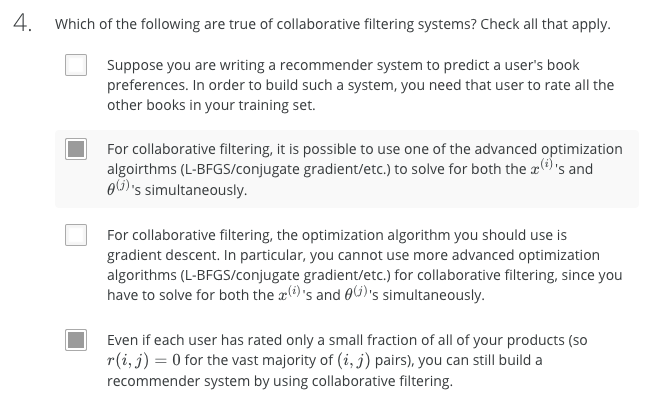 4. Which of the following are true of collaborative filtering systems? Check all that apply.
Suppose you are writing a recommender system to predict a user's book
preferences. In order to build such a system, you need that user to rate all the
other books in your training set.
For collaborative filtering, it is possible to use one of the advanced optimization
algoirthms (L-BFGS/conjugate gradient/etc.) to solve for both the x^(i)'s and
θ^(j)'s simultaneously.
For collaborative filtering, the optimization algorithm you should use is
gradient descent. In particular, you cannot use more advanced optimization
algorithms (L-BFGS/conjugate gradient/etc.) for collaborative filtering, since you
have to solve for both the x^(i)'s and θ^(j)'s simultaneously.
Even if each user has rated only a small fraction of all of your products (so
r(i, j) = 0 for the vast majority of (i, j) pairs), you can still build a
recommender system by using collaborative filtering.